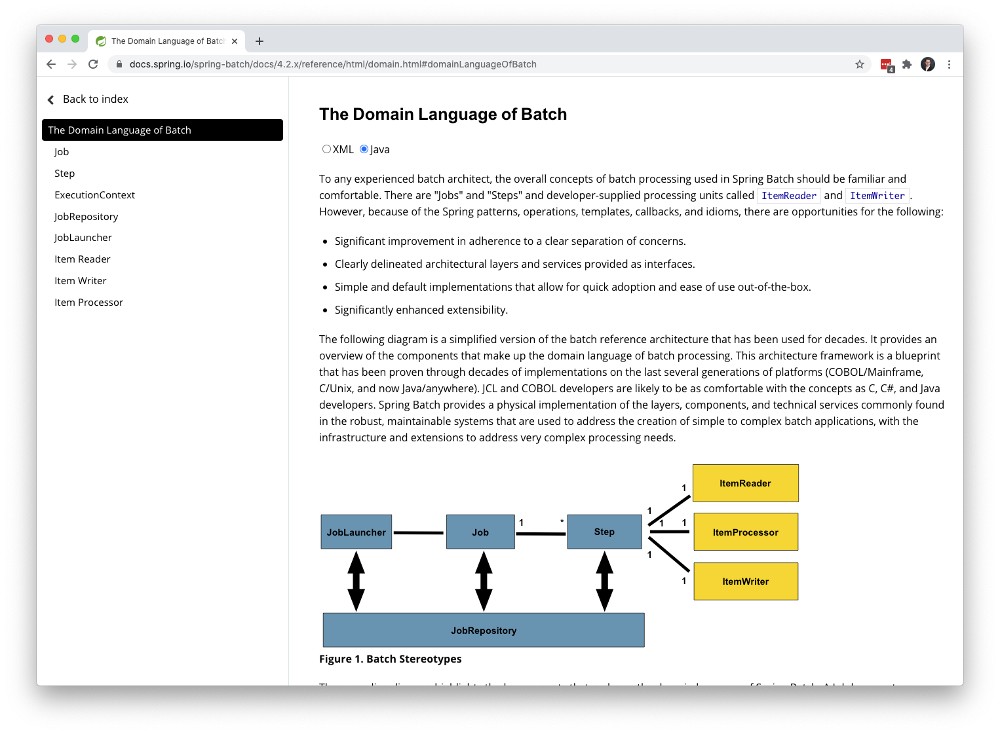 The Domain Language of Batch
docs.spring.io/spring-batch/docs/4.2.x/reference/html/domain.html#domainLanguageOfBatch
4
Back to index
The Domain Language of Batch
Job
Step
ExecutionContext
JobRepository
JobLauncher
Item Reader
Item Writer
Item Processor
The Domain Language of Batch
XML Java
To any experienced batch architect, the overall concepts of batch processing used in Spring Batch should be familiar and
comfortable. There are "Jobs" and "Steps" and developer-supplied processing units called ItemReader and ItemWriter.
However, because of the Spring patterns, operations, templates, callbacks, and idioms, there are opportunities for the following:
• Significant improvement in adherence to a clear separation of concerns.
• Clearly delineated architectural layers and services provided as interfaces.
• Simple and default implementations that allow for quick adoption and ease of use out-of-the-box.
• Significantly enhanced extensibility.
The following diagram is a simplified version of the batch reference architecture that has been used for decades. It provides an
overview of the components that make up the domain language of batch processing. This architecture framework is a blueprint
that has been proven through decades of implementations on the last several generations of platforms (COBOL/Mainframe,
C/Unix, and now Java/anywhere). JCL and COBOL developers are likely to be as comfortable with the concepts as C, C#, and Java
developers. Spring Batch provides a physical implementation of the layers, components, and technical services commonly found
in the robust, maintainable systems that are used to address the creation of simple to complex batch applications, with the
infrastructure and extensions to address very complex processing needs.
ItemReader
1
1
JobLauncher
Job
1
*
Step
1
1
ItemProcessor
1
1
ItemWriter
JobRepository
Figure 1. Batch Stereotypes